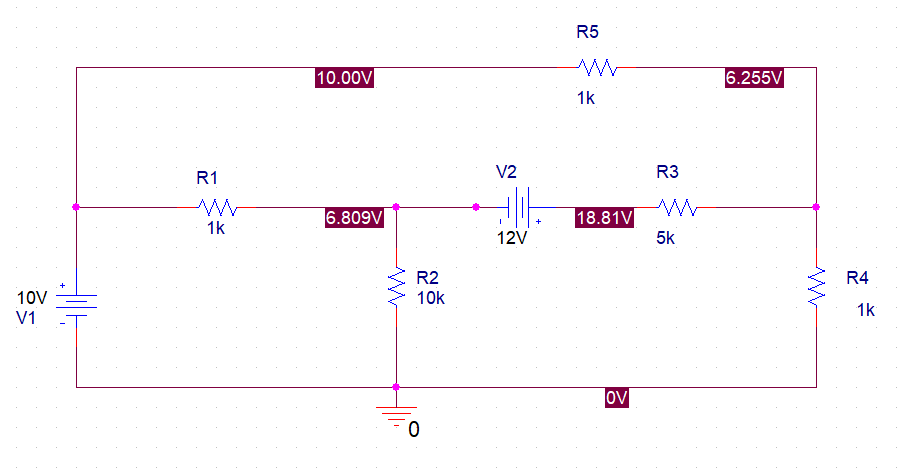 R5
10.00V
6.255V
1k
R1
V2
R3
1k
6.809V
18.81V
12V
5k
R2
10k
R4
1k
10V
V1
0V
0